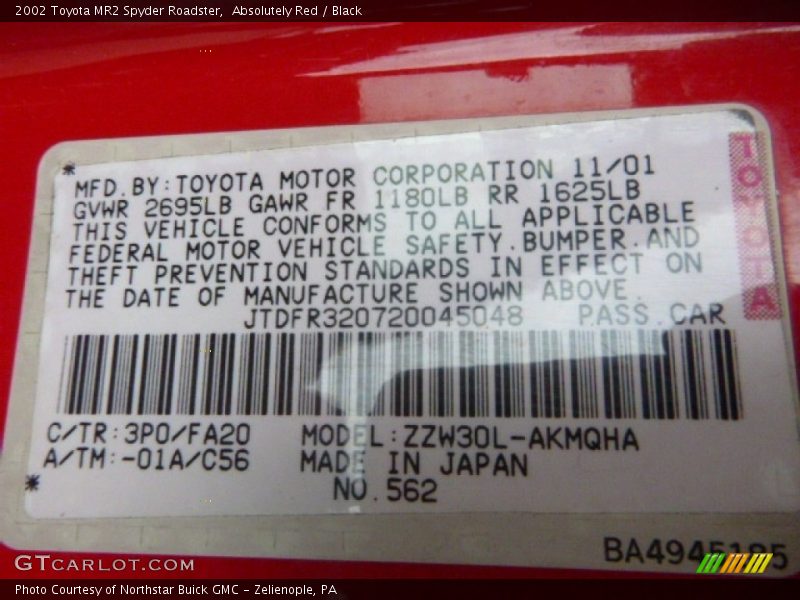 2002 Toyota MR2 Spyder Roadster,  Absolutely Red / Black
MFD.BY:TOYOTA MOTOR CORPORATION 11/01
GVWR 2695LB GAWR FR 1180LB RR 1625LB
THIS VEHICLE CONFORMS TO ALL APPLICABLE
FEDERAL MOTOR VEHICLE SAFETY.BUMPER.AND
THEFT PREVENTION STANDARDS IN EFFECT ON
THE DATE OF MANUFACTURE SHOWN ABOVE.
JTDFR320720045048 PASS.CAR
TOYOTA
C/TR:3P0/FA20 MODEL:ZZW30L-AKMQHA
A/TM:-01A/C56 MADE IN JAPAN
NO.562
GTCARLOT.COM
Photo Courtesy of Northstar Buick GMC - Zelienople, PA